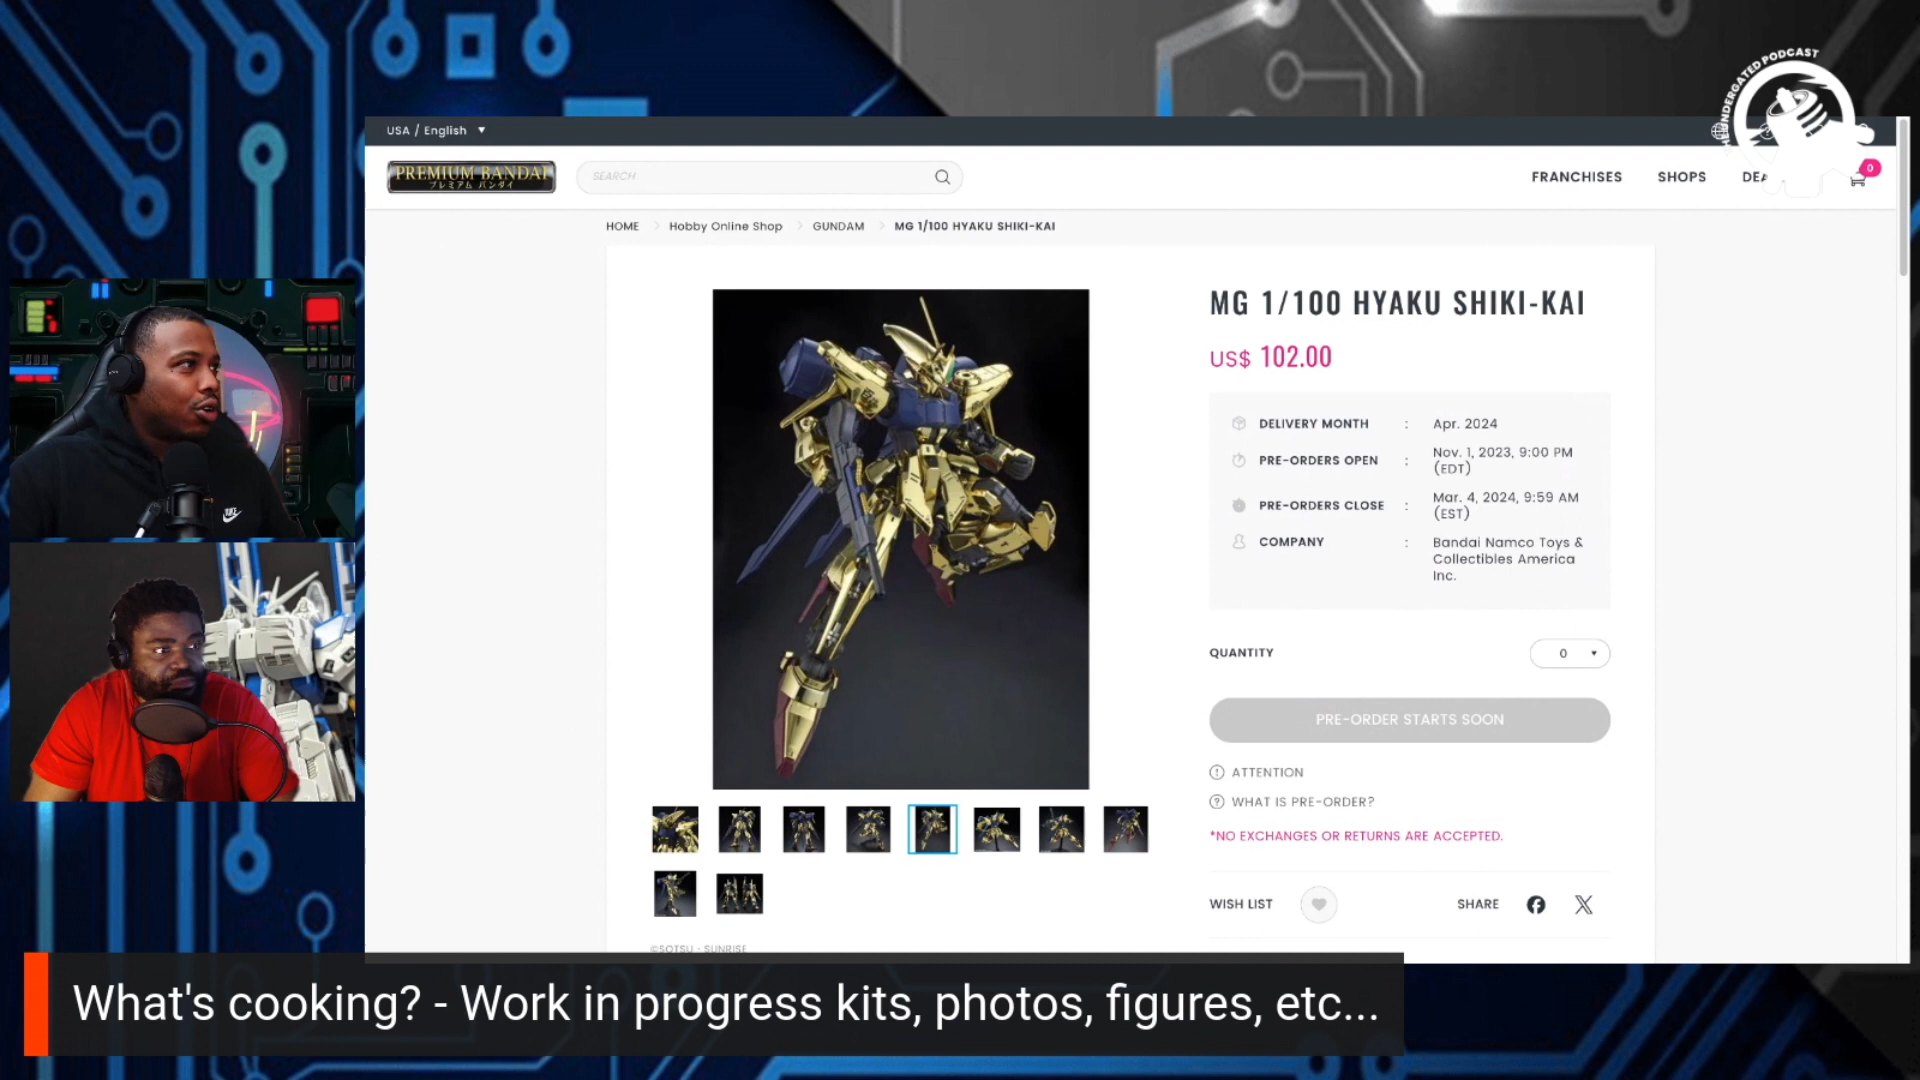 THEUNDERGATED PODCAST
USA / English
PREMIUM BANDAI
プレミアム バンダイ
SEARCH
FRANCHISES
SHOPS
0
HOME
Hobby Online Shop
GUNDAM
MG 1/100 HYAKU SHIKI-KAI
MG 1/100 HYAKU SHIKI-KAI
US$ 102.00
DELIVERY MONTH : Apr. 2024
PRE-ORDERS OPEN : Nov. 1, 2023, 9:00 PM
(EDT)
PRE-ORDERS CLOSE : Mar. 4, 2024, 9:59 AM
(EST)
COMPANY : Bandai Namco Toys &
Collectibles America
Inc.
QUANTITY
0
PRE-ORDER STARTS SOON
ATTENTION
WHAT IS PRE-ORDER?
*NO EXCHANGES OR RETURNS ARE ACCEPTED.
WISH LIST
SHARE
©SOTSU・SUNRISE
What's cooking? - Work in progress kits, photos, figures, etc...